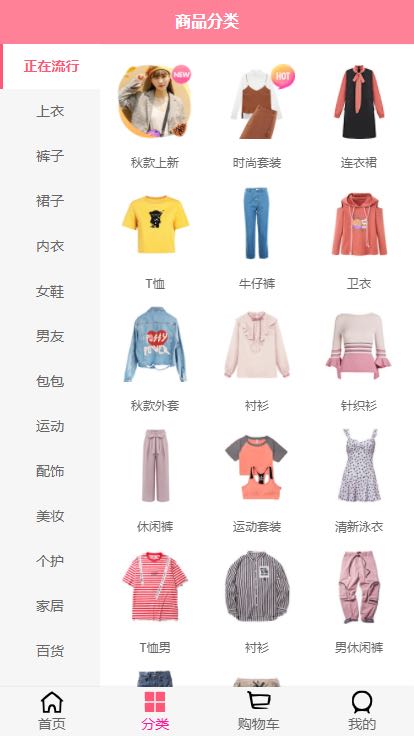 商品分类
正在流行
上衣
裤子
裙子
内衣
女鞋
男友
包包
运动
配饰
美妆
个护
家居
百货
NEW
HOT
秋款上新
时尚套装
连衣裙
T恤
牛仔裤
卫衣
秋款外套
衬衫
针织衫
休闲裤
运动套装
清新泳衣
T恤男
衬衫
男休闲裤
首页
分类
购物车
我的